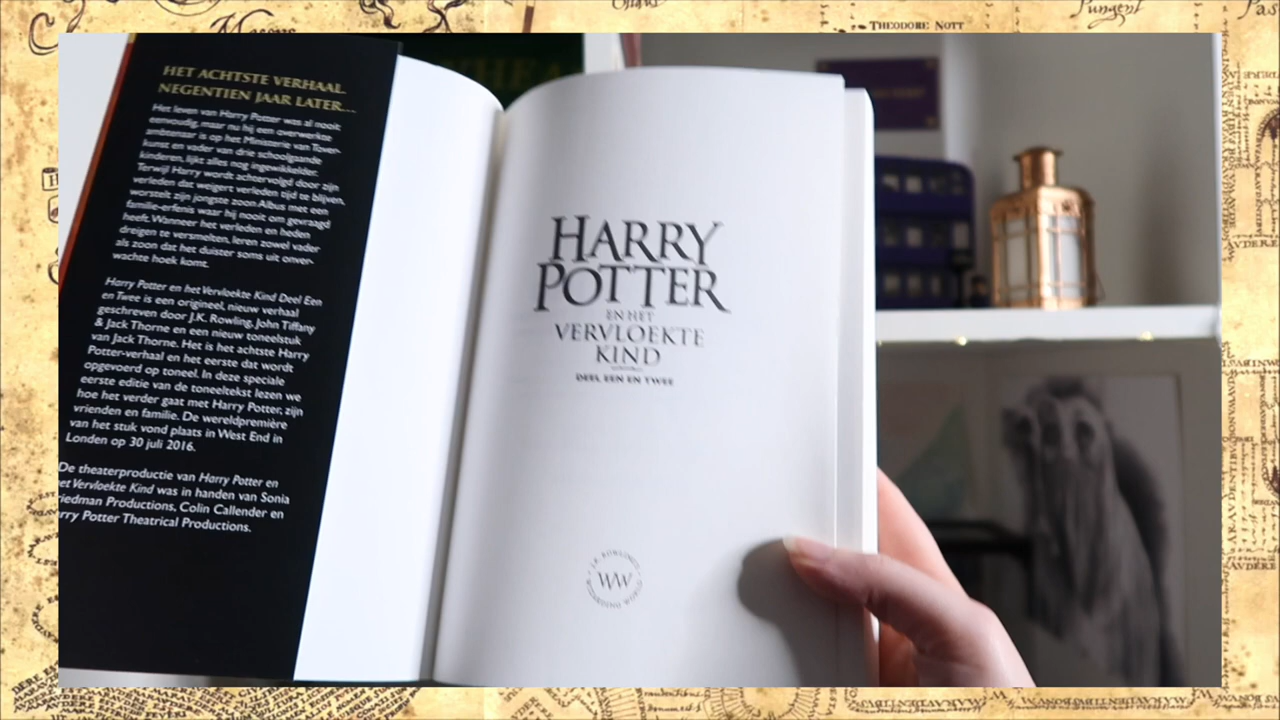 THEODORE NOTT
HET ACHTSTE VERHAAL.
NEGENTIEN JAAR LATER...
Het leven van Harry Potter was al nooit
eenvoudig, maar nu hij een overwerkte
ambtenaar is op het Ministerie van Tover-
kunst en vader van drie schoolgaande
kinderen, lijkt alles nog ingewikkelder.
Terwijl Harry wordt achtervolgd door zijn
verleden dat weigert verleden tijd te blijven,
worstelt zijn jongste zoon Albus met een
familie-erfenis waar hij nooit om gevraagd
heeft. Wanneer het verleden en heden
dreigen te versmelten, leren zowel vader
als zoon dat het duister soms uit onver-
wachte hoek komt.
Harry Potter en het Vervloekte Kind Deel Een
en Twee is een origineel, nieuw verhaal
geschreven door J.K. Rowling, John Tiffany
& Jack Thorne en een nieuw toneelstuk
van Jack Thorne. Het is het achtste Harry
Potter-verhaal en het eerste dat wordt
opgevoerd op toneel. In deze speciale
eerste editie van de toneeltekst lezen we
hoe het verder gaat met Harry Potter, zijn
vrienden en familie. De wereldpremière
van het stuk vond plaats in West End in
Londen op 30 juli 2016.
De theaterproductie van Harry Potter en
et Vervloekte Kind was in handen van Sonia
riedman Productions, Colin Callender en
rry Potter Theatrical Productions.
HARRY
POTTER
EN HET
VERVLOEKTE
KIND
DEEL EEN EN TWEE
J.K. ROWLING'S
WW
WIZARDING WORLD